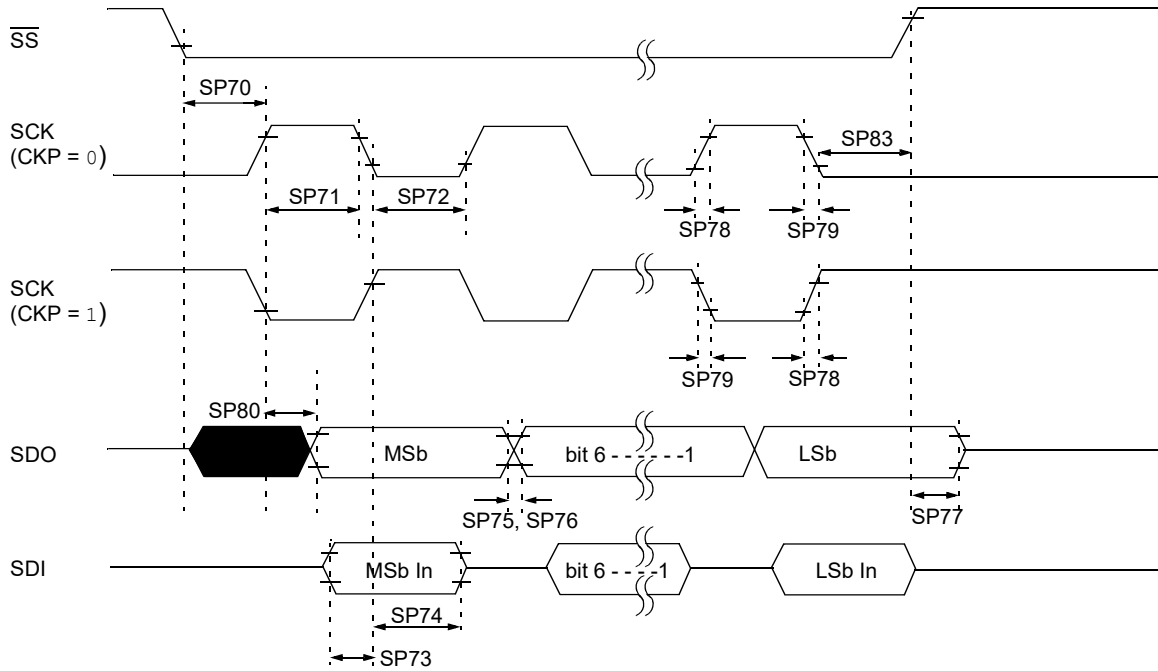 SS
SP70
SCK
(CKP = 0)
SP83
SP71
SP72
SP78
SP79
SCK
(CKP = 1)
SP79
SP78
SP80
SDO
MSb
bit 6 - - - - - -1
LSb
SP75, SP76
SP77
SDI
MSb In
bit 6 - - - -1
LSb In
SP74
SP73